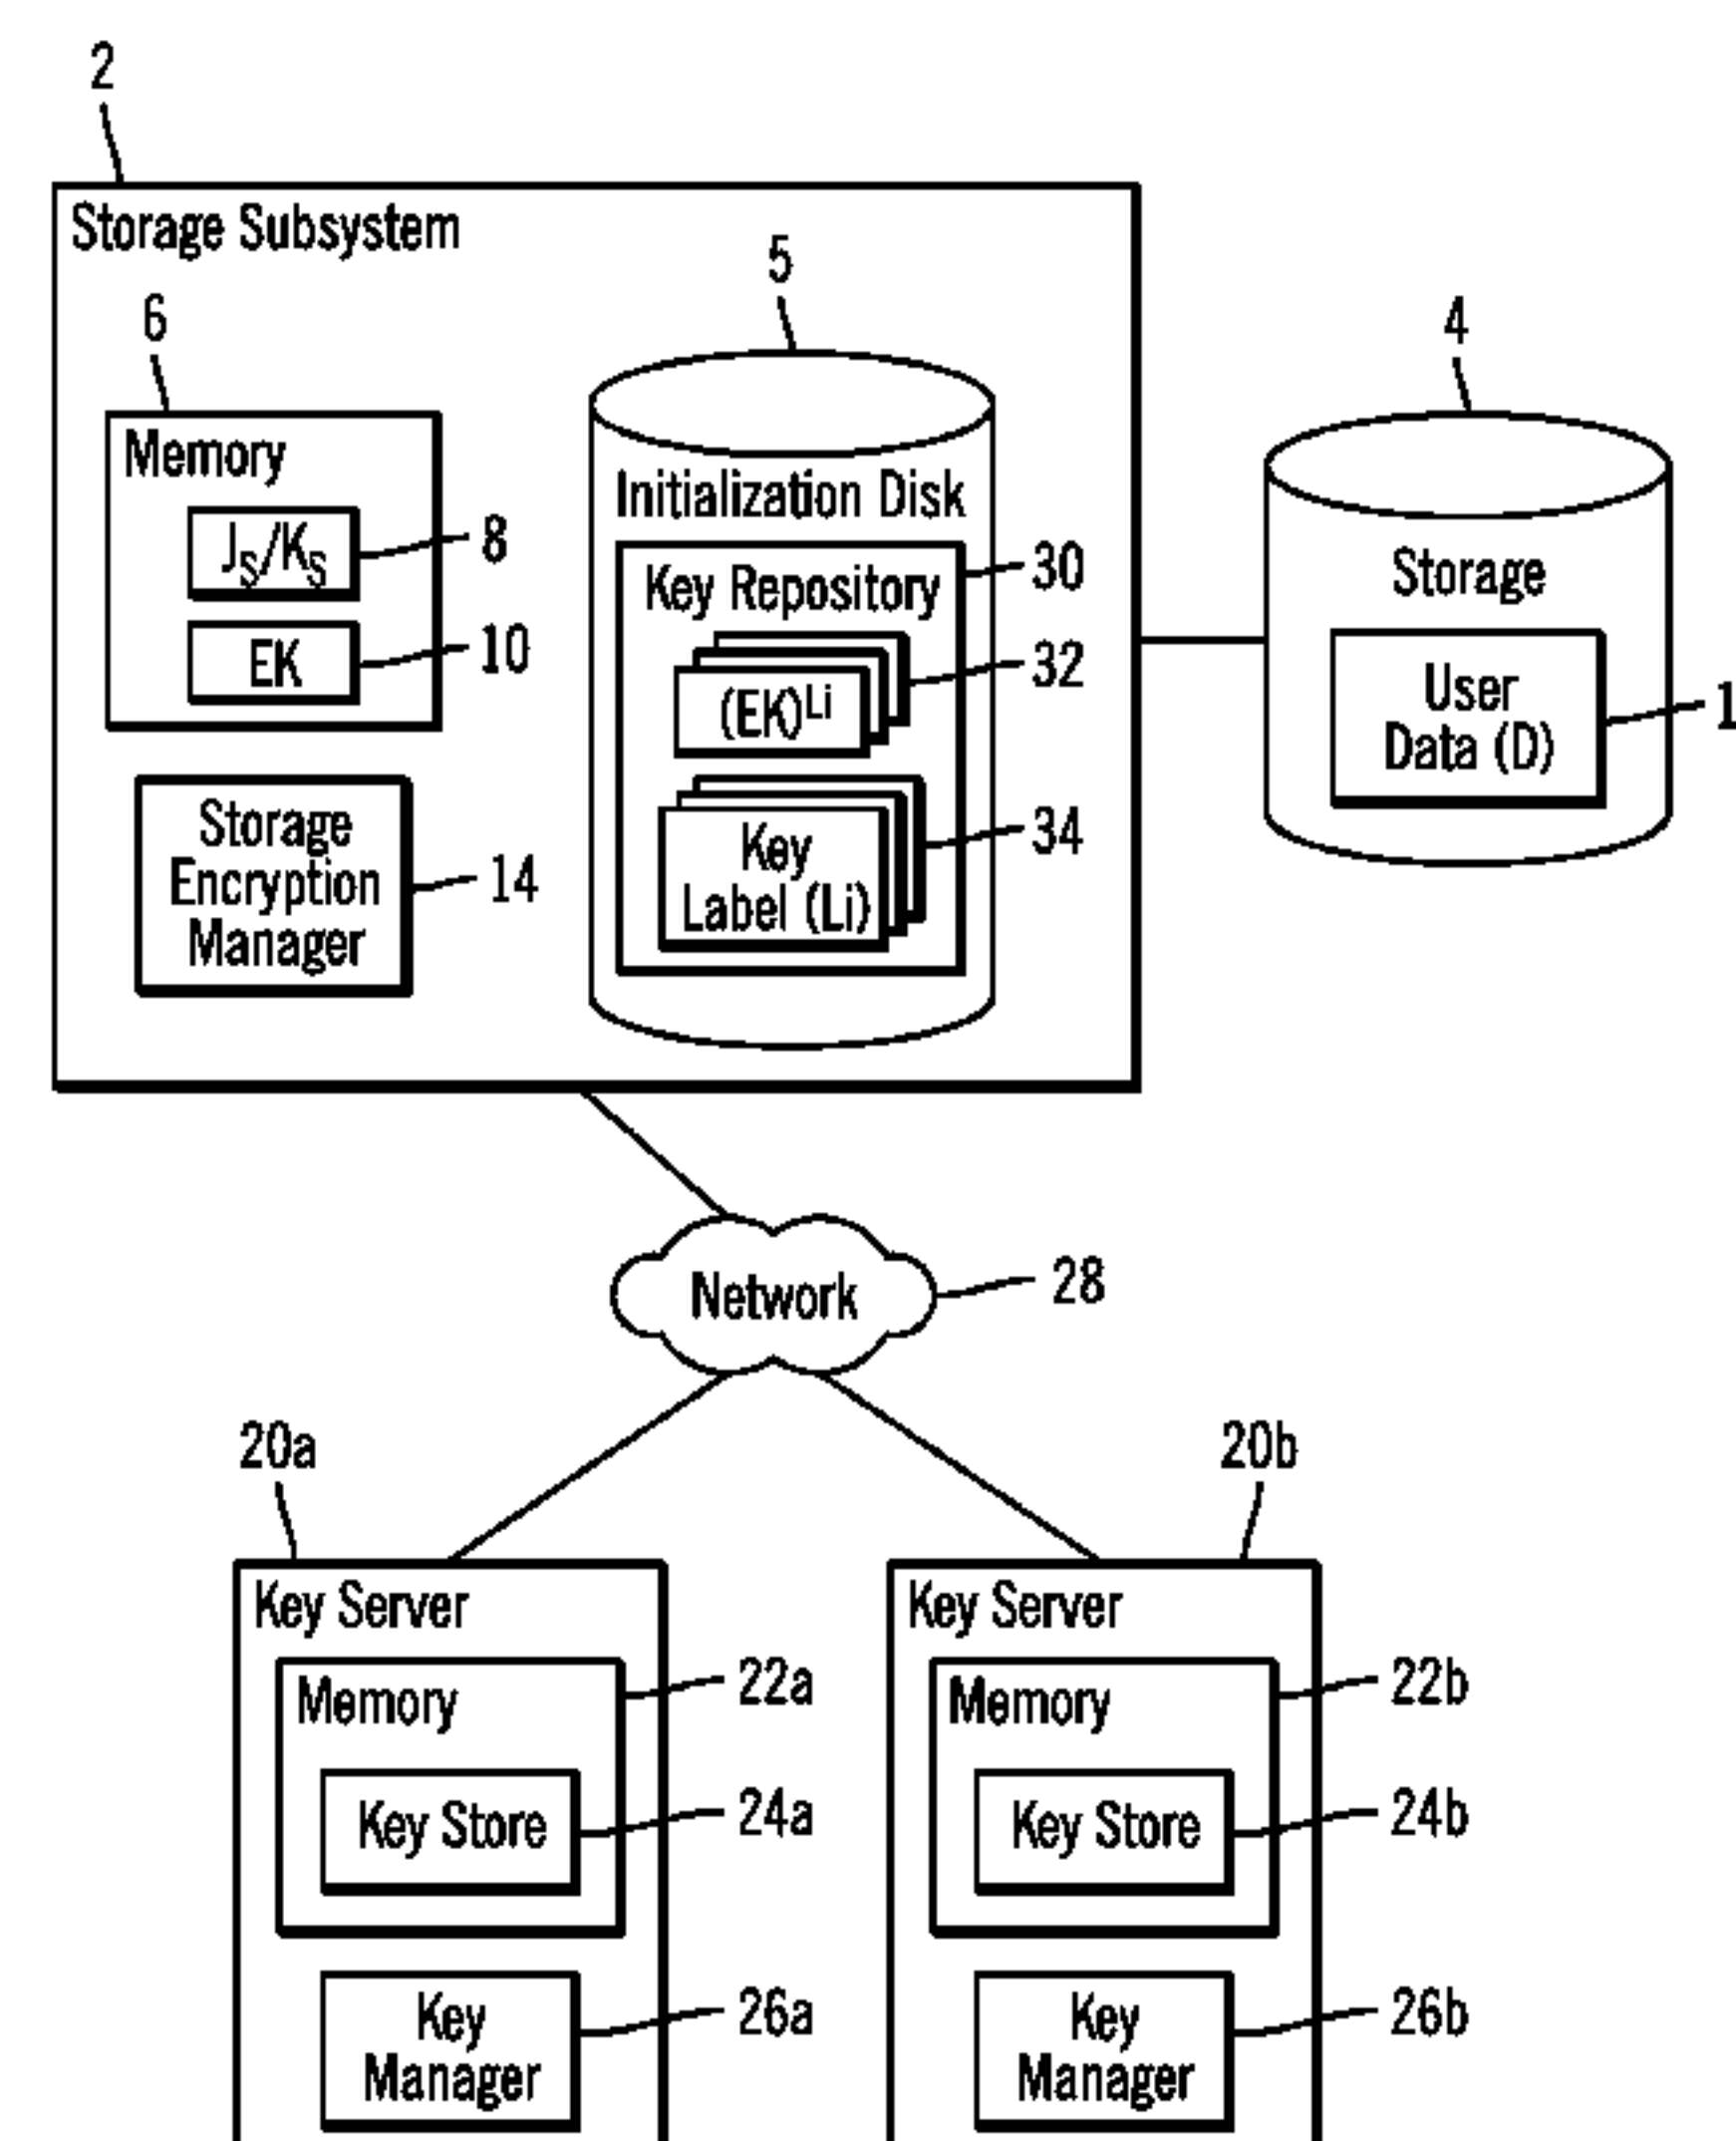 2
Storage Subsystem
5
6
4
Memory
Initialization Disk
J_S/K_S
8
Key Repository
30
Storage
EK
10
(EK)^Li
32
User
Data (D)
1
Storage
Encryption
Manager
14
Key
Label (Li)
34
Network
28
20a
20b
Key Server
Key Server
Memory
22a
Memory
22b
Key Store
24a
Key Store
24b
Key
Manager
26a
Key
Manager
26b